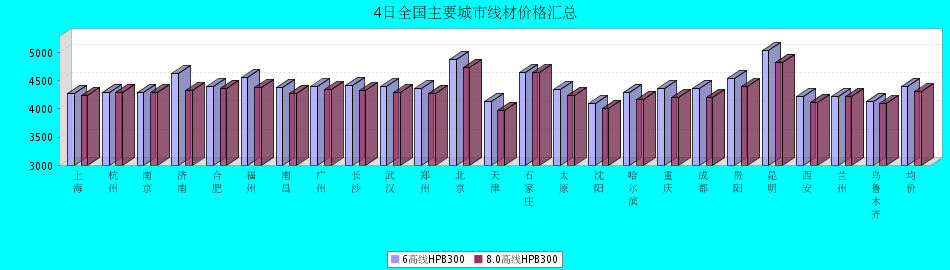 4日全国主要城市线材价格汇总
5000
4500
4000
3500
3000
上海
杭州
南京
济南
合肥
福州
南昌
广州
长沙
武汉
郑州
北京
天津
石家庄
太原
沈阳
哈尔滨
重庆
成都
贵阳
昆明
西安
兰州
乌鲁木齐
均价
6高线HPB300
8.0高线HPB300